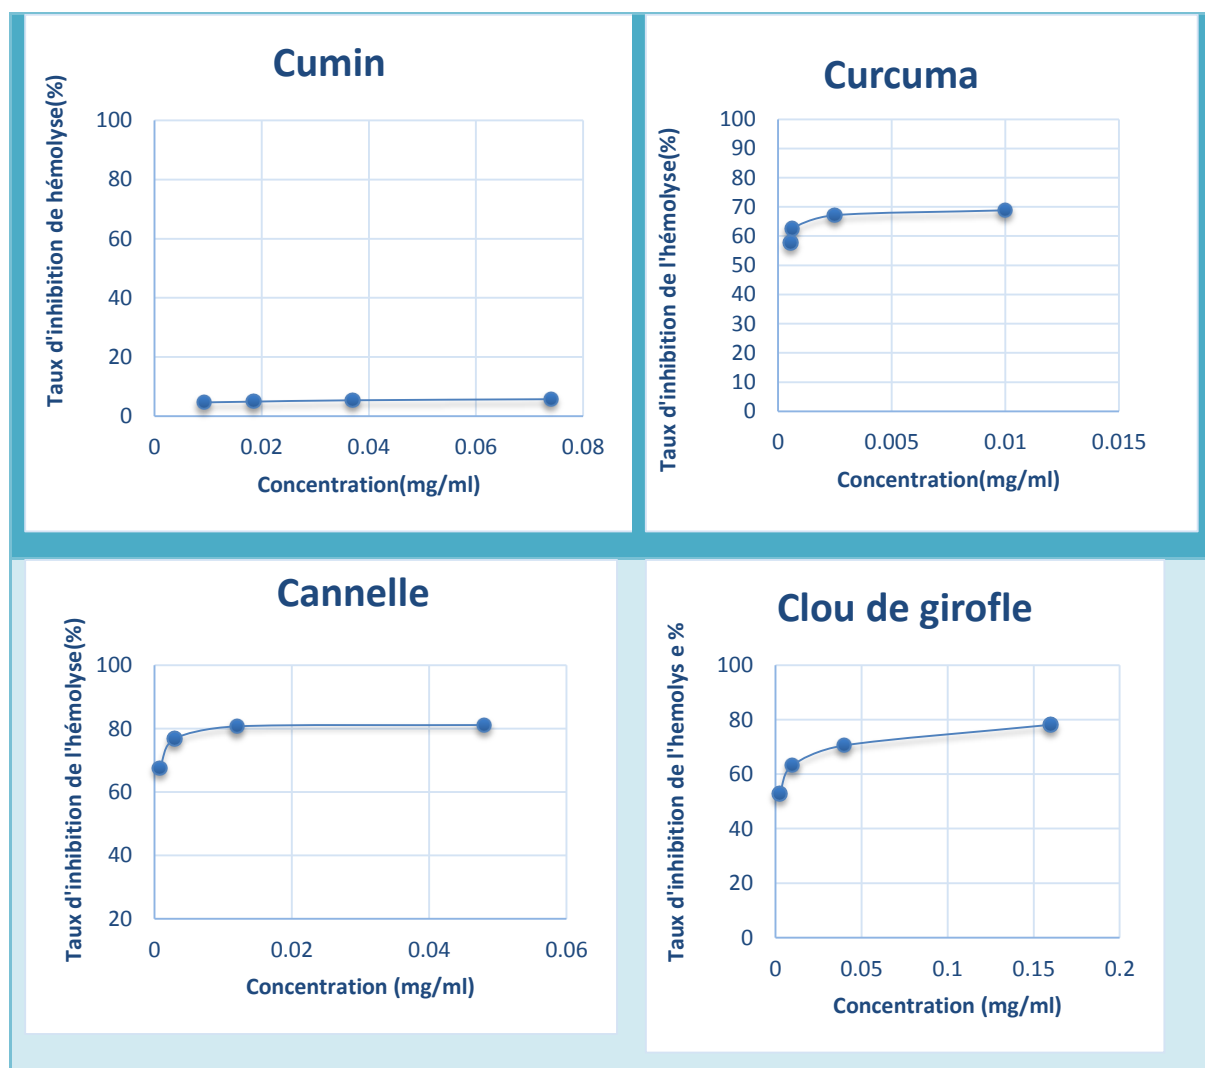 Cumin
Taux d'inhibition de hémolyse(%)
100
80
60
40
20
0
0 0.02 0.04 0.06 0.08
Concentration(mg/ml)
Curcuma
Taux d'inhibition de l'hémolyse(%)
100
90
80
70
60
50
40
30
20
10
0
0 0.005 0.01 0.015
Concentration(mg/ml)
Cannelle
Taux d'inhibition de l'hémolyse(%)
100
80
60
40
20
0 0.02 0.04 0.06
Concentration (mg/ml)
Clou de girofle
Taux d'inhibition de l'hemolys e %
100
80
60
40
20
0
0 0.05 0.1 0.15 0.2
Concentration (mg/ml)